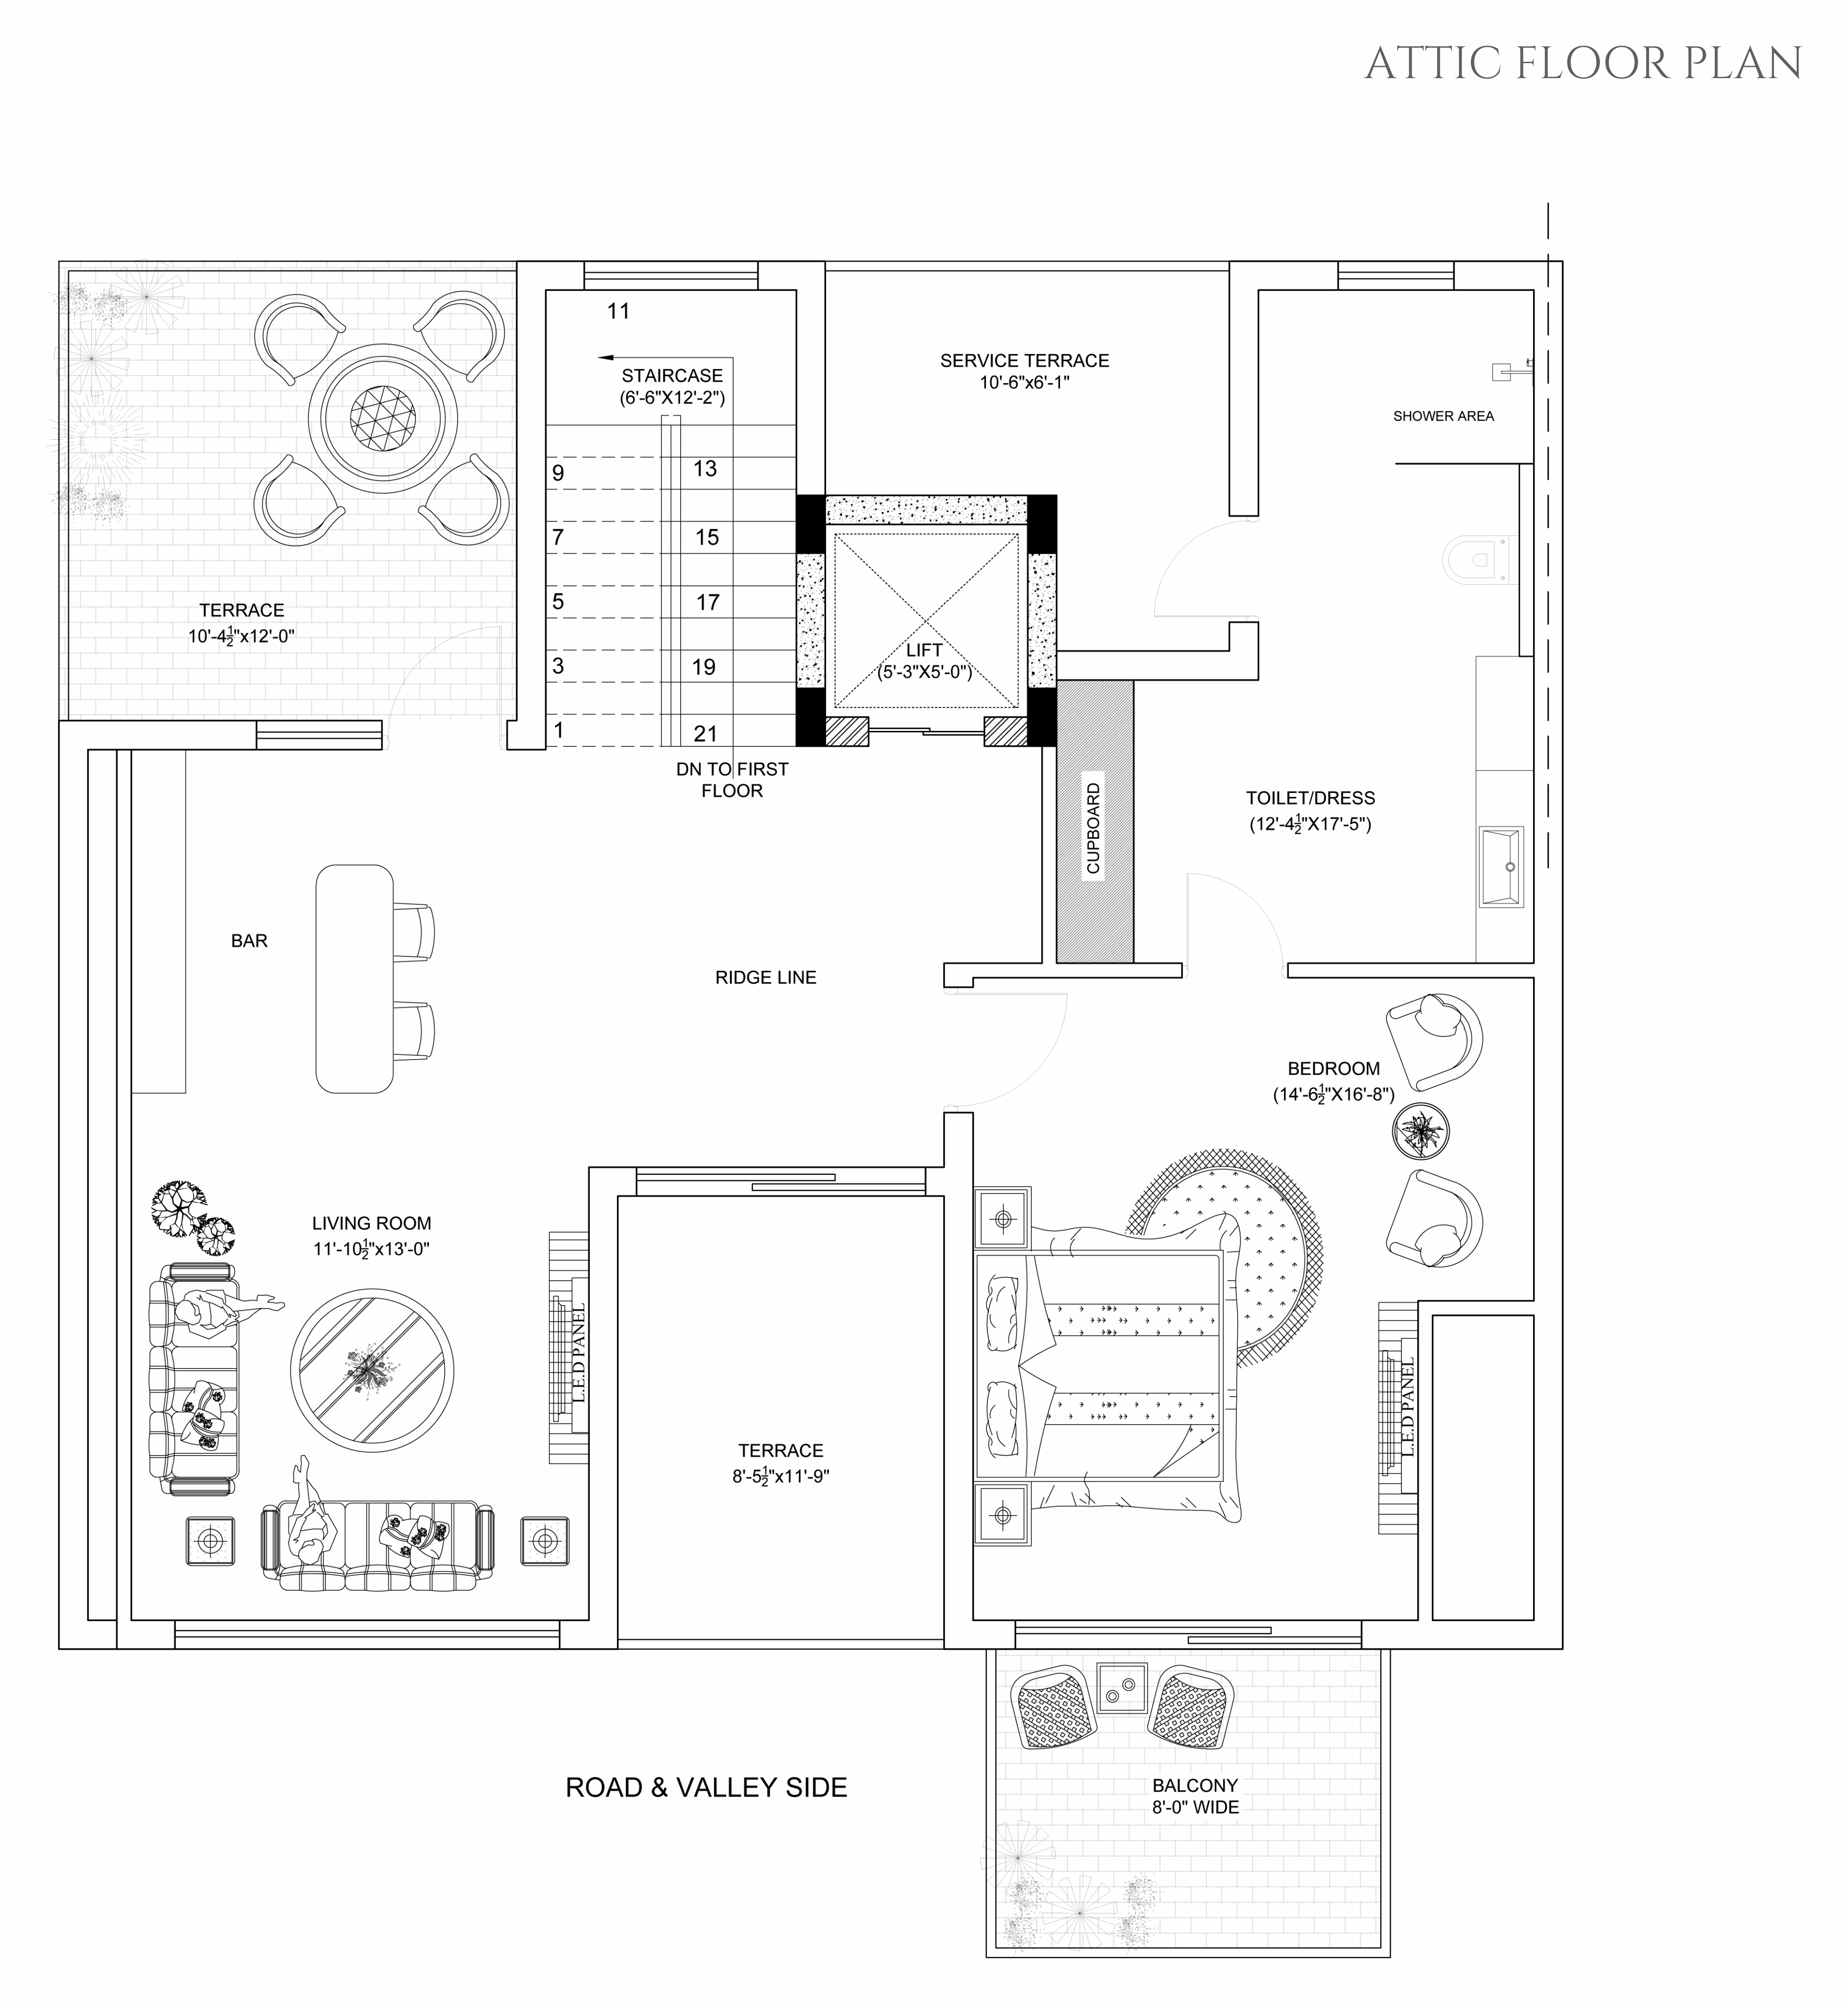 ATTIC FLOOR PLAN
11
STAIRCASE
(6'-6"X12'-2")
SERVICE TERRACE
10'-6"x6'-1"
SHOWER AREA
9
13
7
15
5
17
3
19
1
21
TERRACE
10'-4½"x12'-0"
LIFT
(5'-3"X5'-0")
DN TO FIRST
FLOOR
CUPBOARD
TOILET/DRESS
(12'-4½"X17'-5")
BAR
RIDGE LINE
BEDROOM
(14'-6½"X16'-8")
LIVING ROOM
11'-10½"x13'-0"
L.E.D PANEL
L.E.D PANEL
TERRACE
8'-5½"x11'-9"
ROAD & VALLEY SIDE
BALCONY
8'-0" WIDE